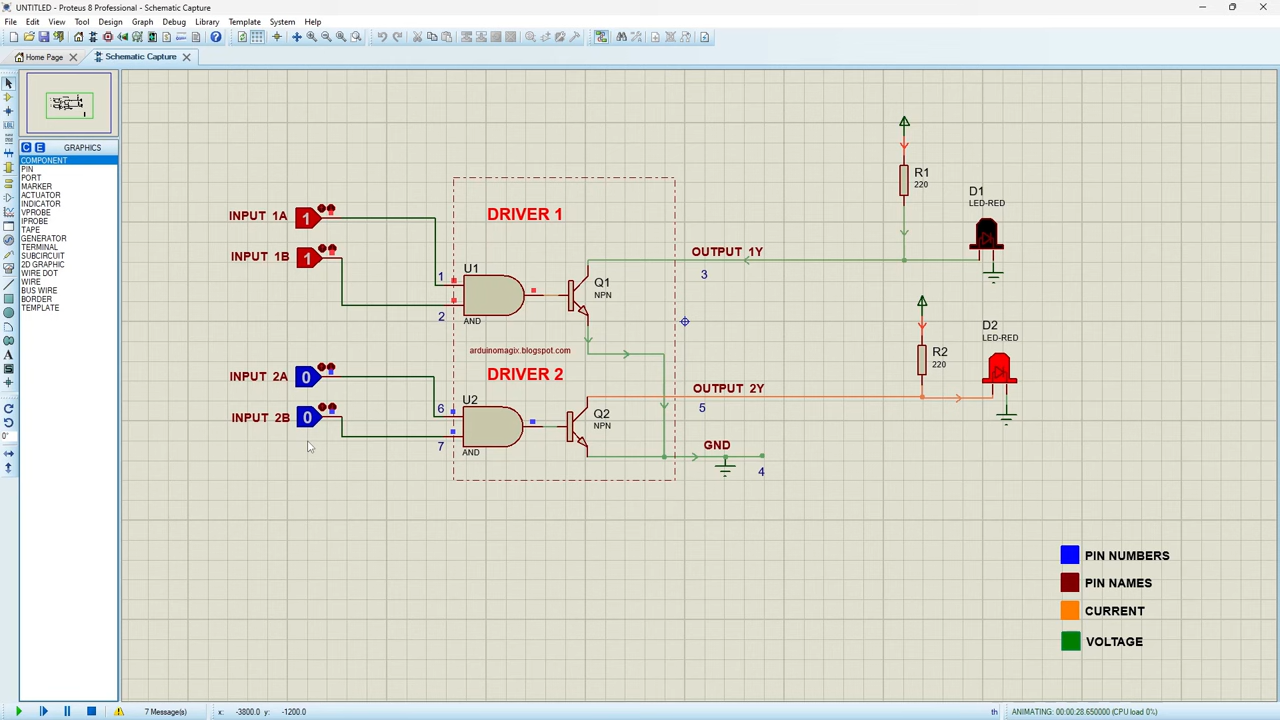 UNTITLED - Proteus 8 Professional - Schematic Capture
File Edit View Tool Design Graph Debug Library Template System Help
Home Page
Schematic Capture
C E GRAPHICS
COMPONENT
PIN
PORT
MARKER
ACTUATOR
INDICATOR
VPROBE
IPROBE
TAPE
GENERATOR
TERMINAL
SUBCIRCUIT
2D GRAPHIC
WIRE DOT
WIRE
BUS WIRE
BORDER
TEMPLATE
INPUT 1A 1
INPUT 1B 1
INPUT 2A 0
INPUT 2B 0
DRIVER 1
1
2
U1
AND
Q1
NPN
arduinomagix.blogspot.com
DRIVER 2
6
7
U2
AND
Q2
NPN
OUTPUT 1Y
3
OUTPUT 2Y
5
GND
4
R1
220
D1
LED-RED
R2
220
D2
LED-RED
PIN NUMBERS
PIN NAMES
CURRENT
VOLTAGE
7 Message(s)
x: -3800.0 y: -1200.0
th
ANIMATING: 00:00:28.650000 (CPU load 0%)